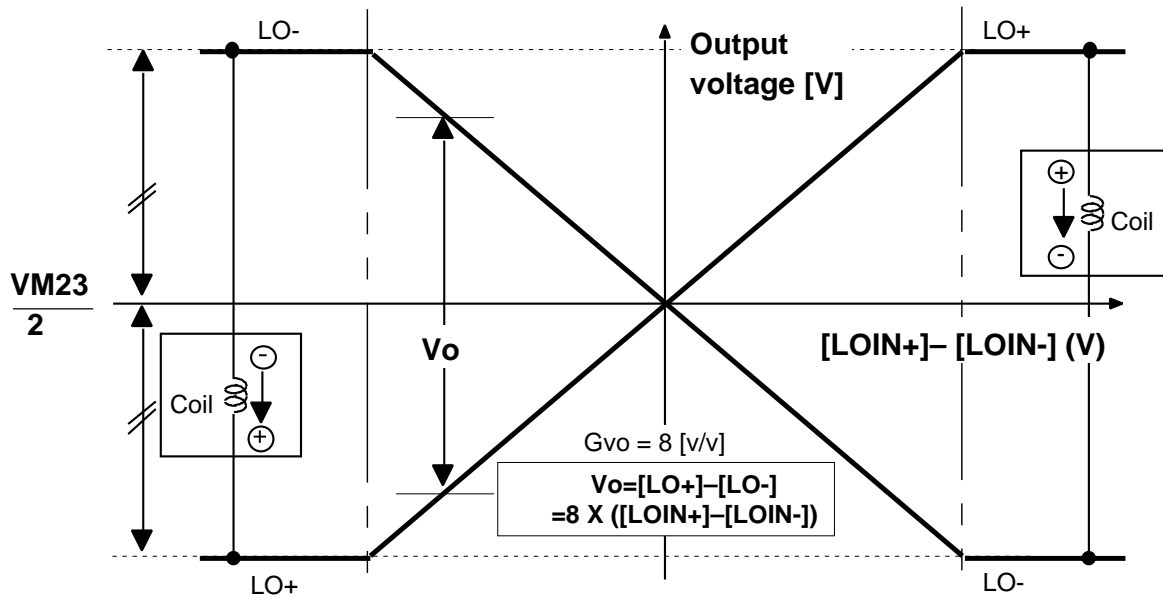 LO-
Output
voltage [V]
LO+
+
-
Coil
VM23
2
[LOIN+]– [LOIN-] (V)
Vo
-
Coil
+
Gvo = 8 [v/v]
Vo=[LO+]–[LO-]
=8 X ([LOIN+]–[LOIN-])
LO+
LO-